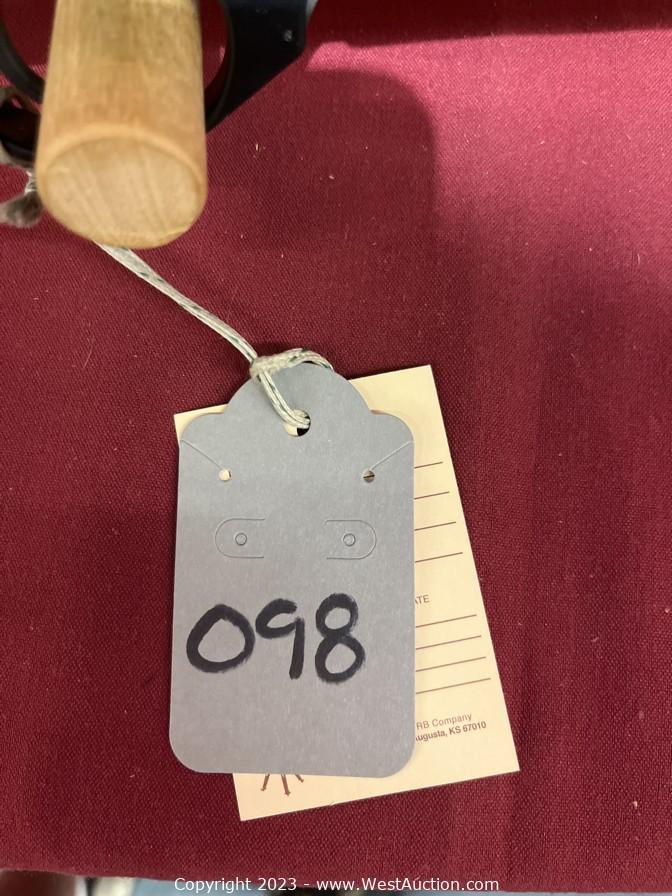 098
ATE
RB Company
Augusta, KS 67010
Copyright 2023 - www.WestAuction.com